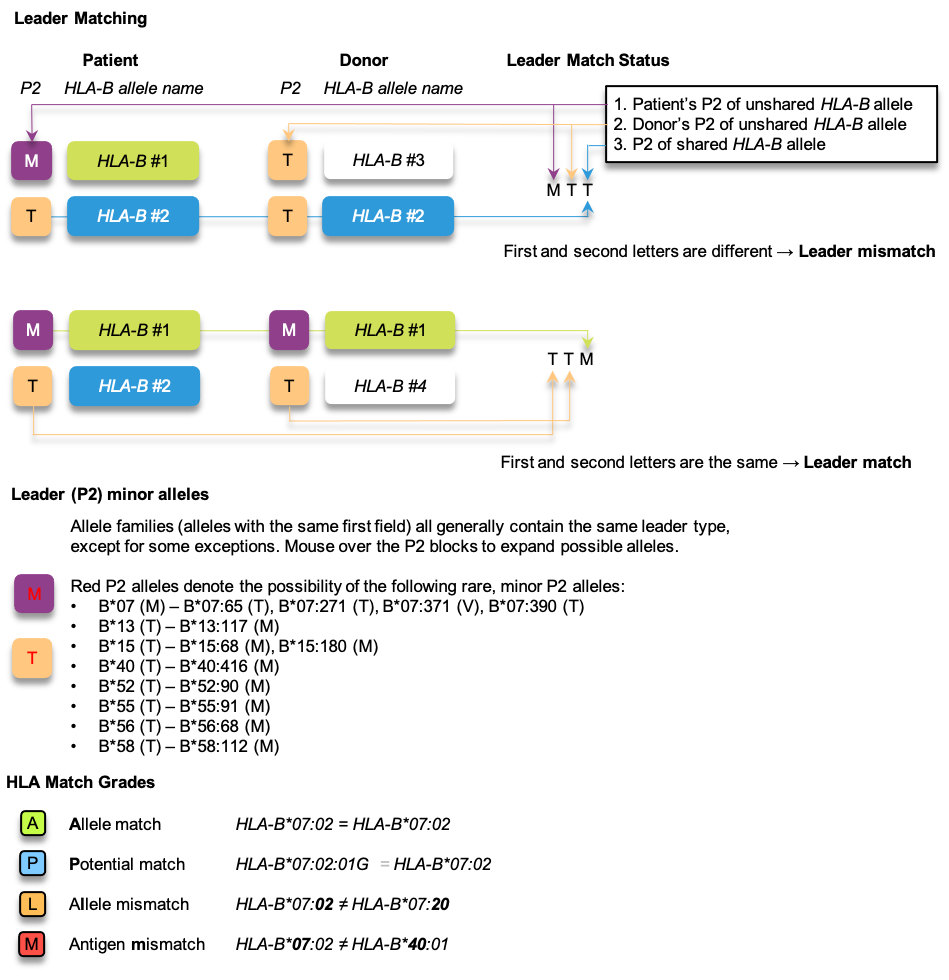 Leader Matching
Patient Donor Leader Match Status
P2 HLA-B allele name P2 HLA-B allele name
1. Patient's P2 of unshared HLA-B allele
2. Donor's P2 of unshared HLA-B allele
3. P2 of shared HLA-B allele
M HLA-B #1 T HLA-B #3
M T T
T HLA-B #2 T HLA-B #2
First and second letters are different → Leader mismatch
M HLA-B #1 M HLA-B #1
T T M
T HLA-B #2 T HLA-B #4
First and second letters are the same → Leader match
Leader (P2) minor alleles
Allele families (alleles with the same first field) all generally contain the same leader type,
except for some exceptions. Mouse over the P2 blocks to expand possible alleles.
M
Red P2 alleles denote the possibility of the following rare, minor P2 alleles:
• B*07 (M) – B*07:65 (T), B*07:271 (T), B*07:371 (V), B*07:390 (T)
• B*13 (T) – B*13:117 (M)
T
• B*15 (T) – B*15:68 (M), B*15:180 (M)
• B*40 (T) – B*40:416 (M)
• B*52 (T) – B*52:90 (M)
• B*55 (T) – B*55:91 (M)
• B*56 (T) – B*56:68 (M)
• B*58 (T) – B*58:112 (M)
HLA Match Grades
A Allele match HLA-B*07:02 = HLA-B*07:02
P Potential match HLA-B*07:02:01G = HLA-B*07:02
L Allele mismatch HLA-B*07:02 ≠ HLA-B*07:20
M Antigen mismatch HLA-B*07:02 ≠ HLA-B*40:01